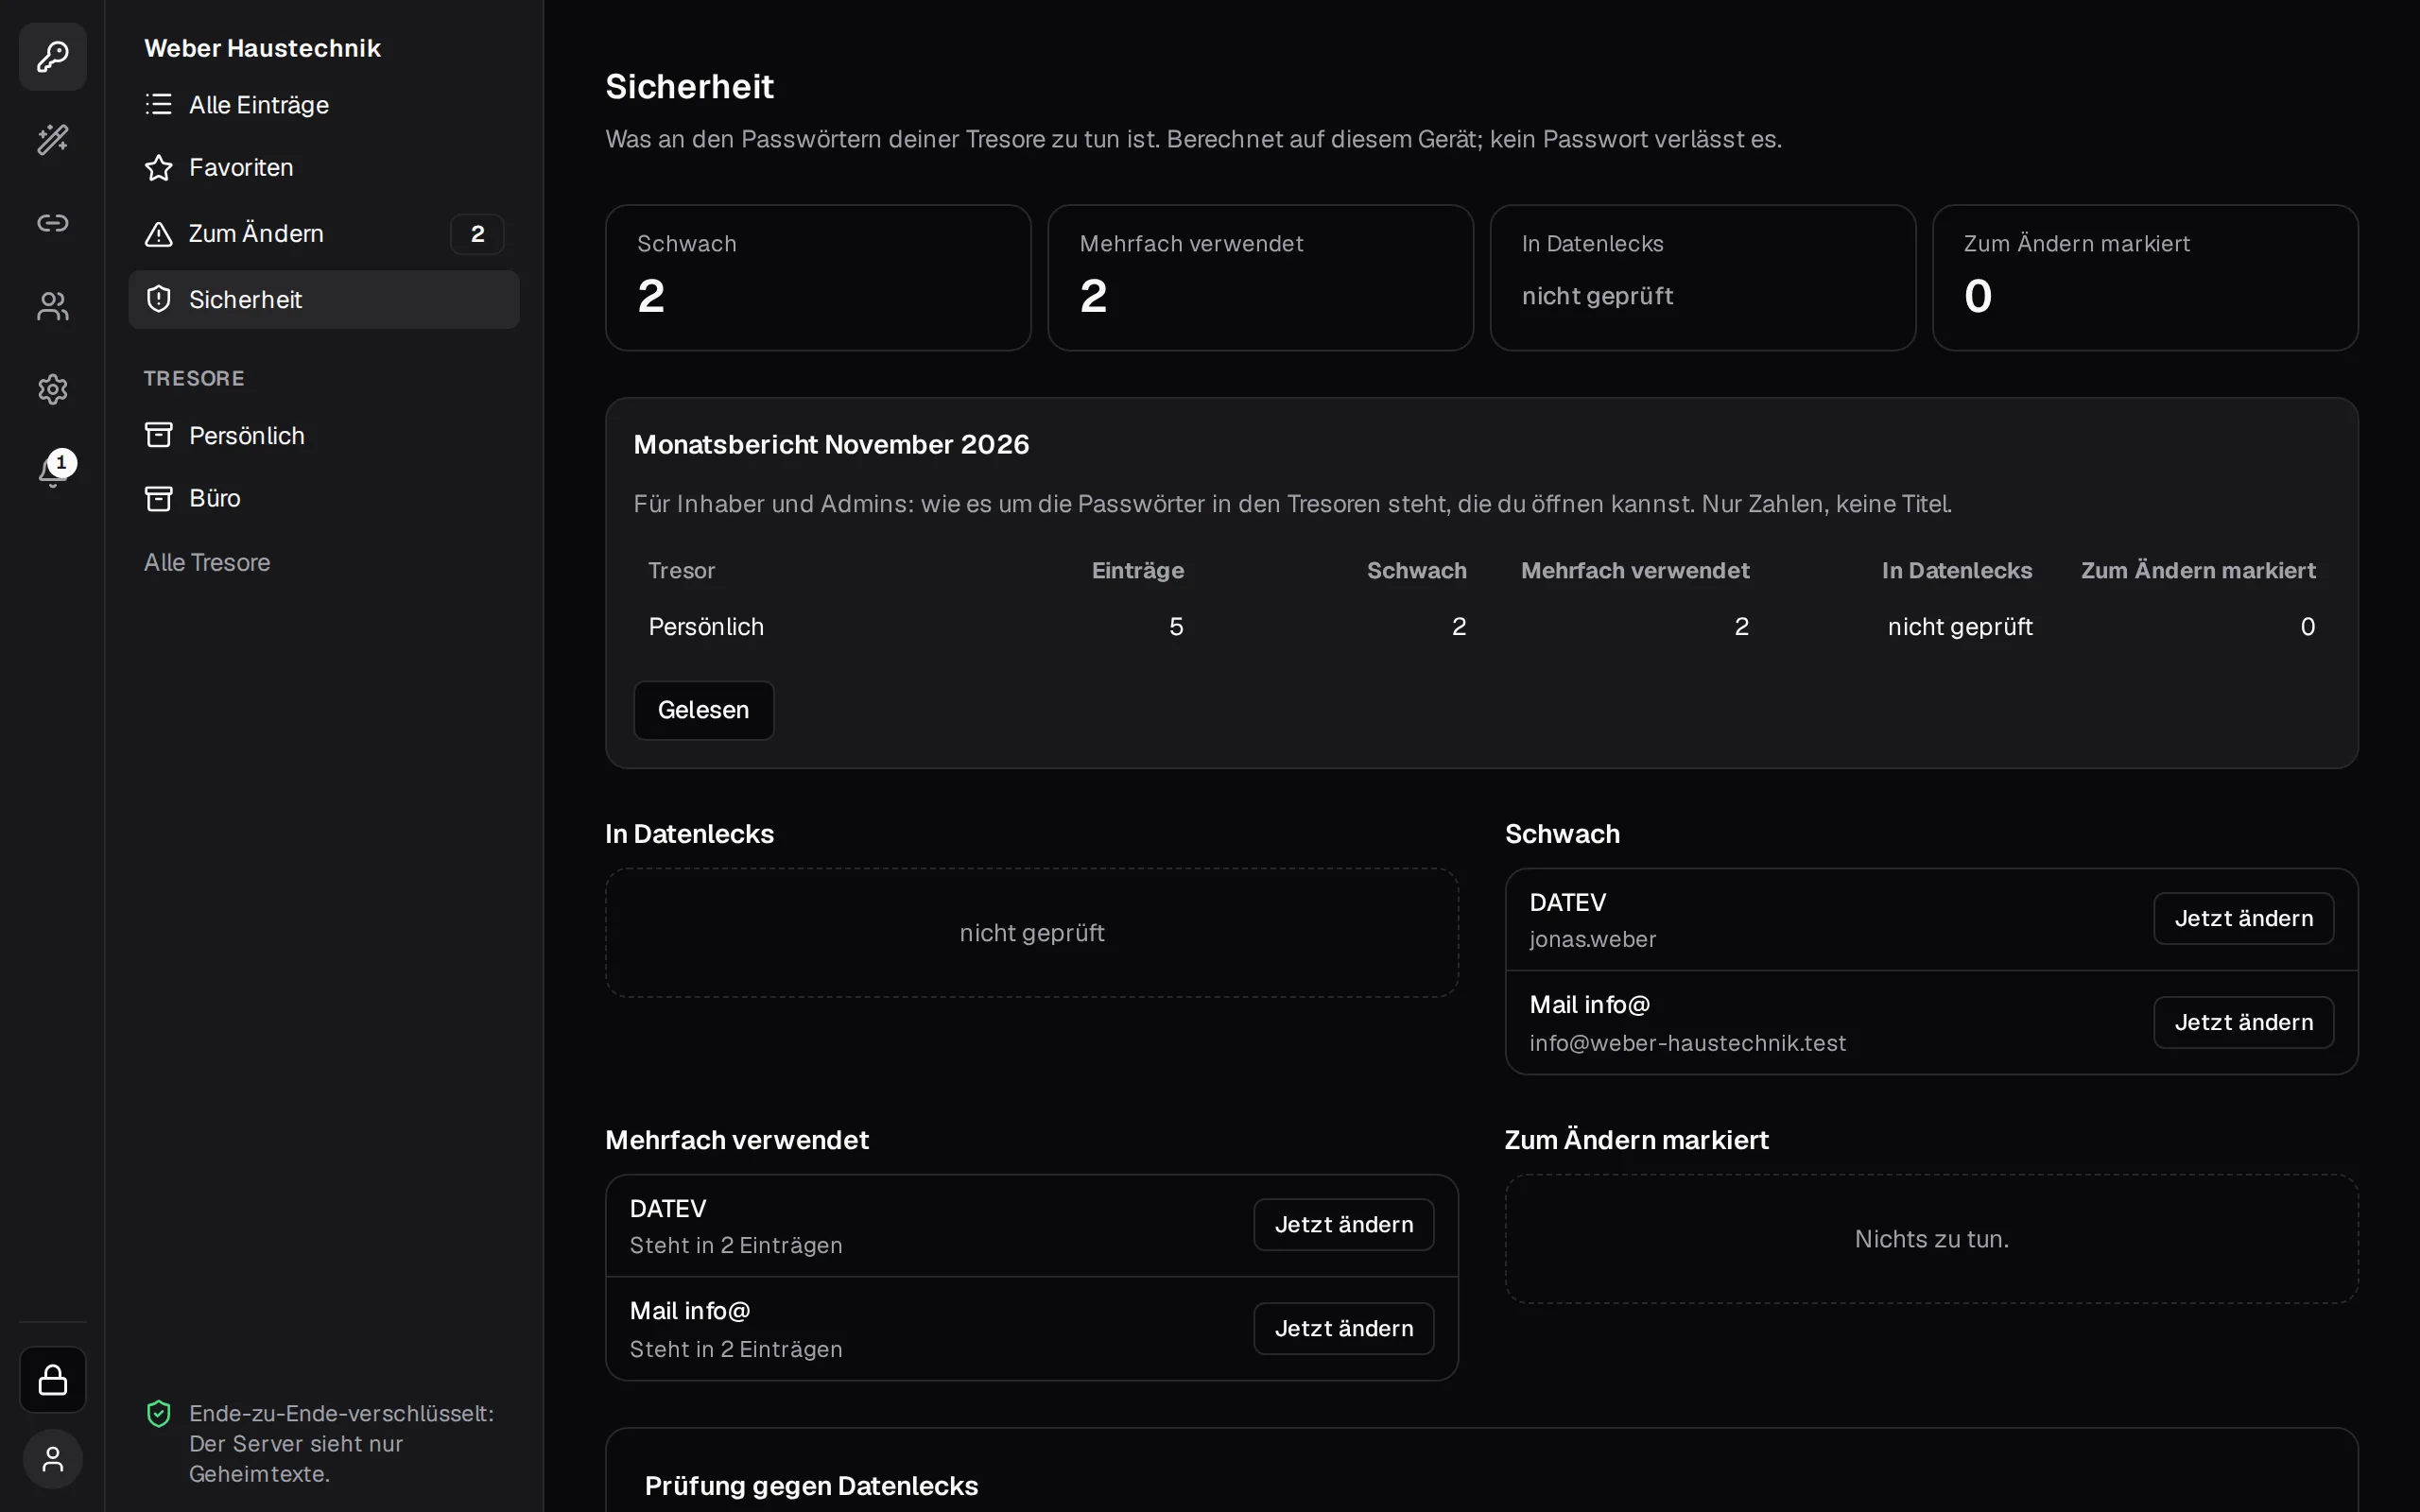 Weber Haustechnik
Alle Einträge
Favoriten
Zum Ändern
2
Sicherheit
TRESORE
Persönlich
Büro
Alle Tresore
1
Ende-zu-Ende-verschlüsselt:
Der Server sieht nur
Geheimtexte.
Sicherheit
Was an den Passwörtern deiner Tresore zu tun ist. Berechnet auf diesem Gerät; kein Passwort verlässt es.
Schwach
2
Mehrfach verwendet
2
In Datenlecks
nicht geprüft
Zum Ändern markiert
0
Monatsbericht November 2026
Für Inhaber und Admins: wie es um die Passwörter in den Tresoren steht, die du öffnen kannst. Nur Zahlen, keine Titel.
Tresor Einträge Schwach Mehrfach verwendet In Datenlecks Zum Ändern markiert
Persönlich 5 2 2 nicht geprüft 0
Gelesen
In Datenlecks
nicht geprüft
Schwach
DATEV
jonas.weber
Jetzt ändern
Mail info@
info@weber-haustechnik.test
Jetzt ändern
Mehrfach verwendet
DATEV
Steht in 2 Einträgen
Jetzt ändern
Mail info@
Steht in 2 Einträgen
Jetzt ändern
Zum Ändern markiert
Nichts zu tun.
Prüfung gegen Datenlecks